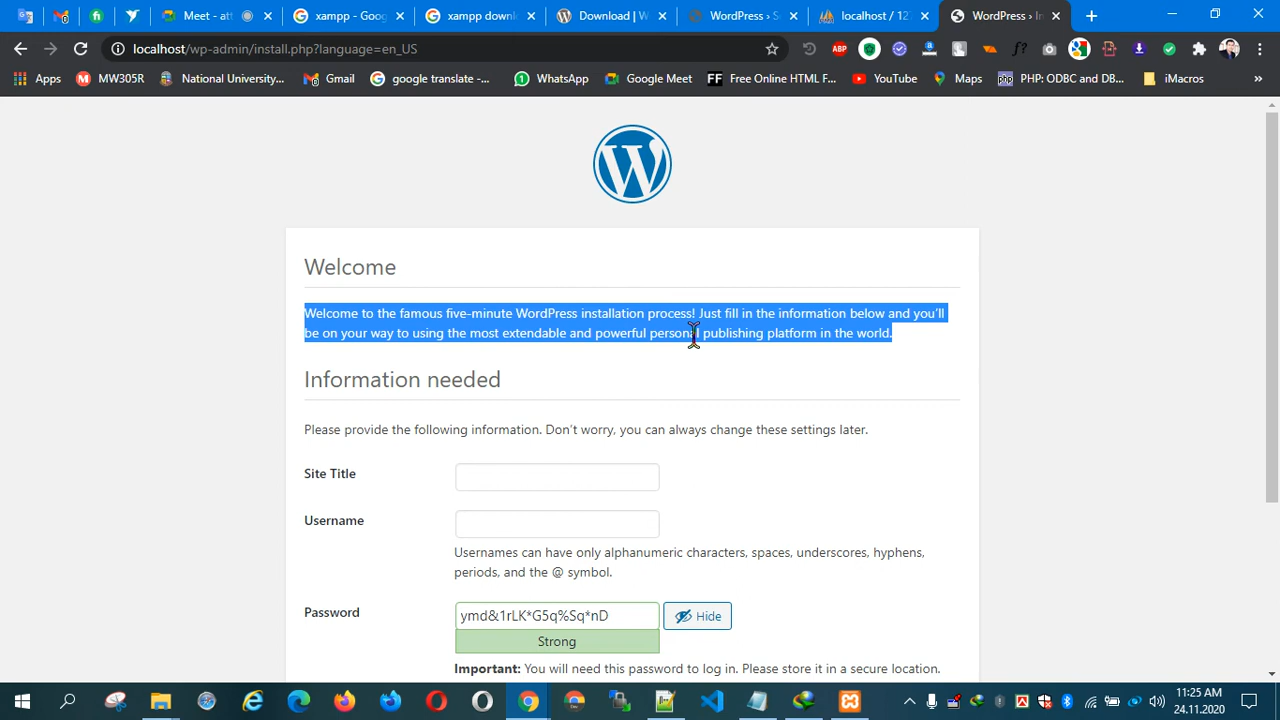 Meet - att
xampp - Goog
xampp downl
Download | W
WordPress › S
localhost / 12
WordPress › In
localhost/wp-admin/install.php?language=en_US
Apps
MW305R
National University...
Gmail
google translate -...
WhatsApp
Google Meet
FF Free Online HTML F...
YouTube
Maps
PHP: ODBC and DB...
iMacros
»
Welcome
Welcome to the famous five-minute WordPress installation process! Just fill in the information below and you’ll
be on your way to using the most extendable and powerful personal publishing platform in the world.
Information needed
Please provide the following information. Don’t worry, you can always change these settings later.
Site Title
Username
Usernames can have only alphanumeric characters, spaces, underscores, hyphens,
periods, and the @ symbol.
Password
ymd&1rLK*G5q%Sq*nD
Hide
Strong
Important: You will need this password to log in. Please store it in a secure location.
11:25 AM
24.11.2020